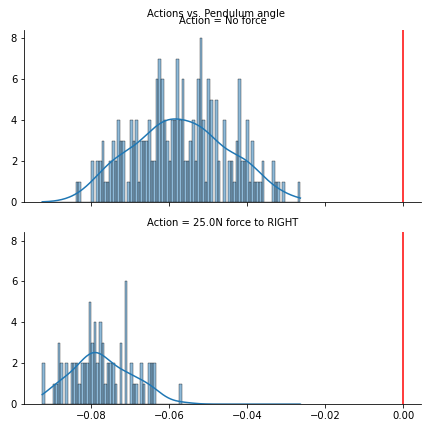 Actions vs. Pendulum angle
Action = No force
8
6
4
2
0
Action = 25.0N force to RIGHT
8
6
4
2
0
−0.08 −0.06 −0.04 −0.02 0.00